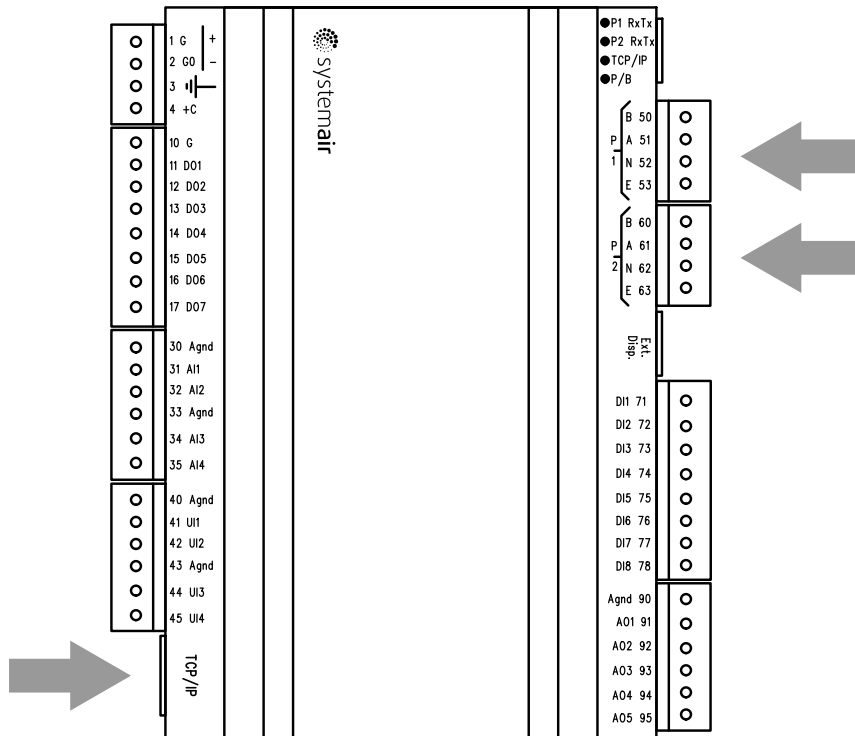 1 G +
2 G0 -
3
4 +C
10 G
11 DO1
12 DO2
13 DO3
14 DO4
15 DO5
16 DO6
17 DO7
30 Agnd
31 AI1
32 AI2
33 Agnd
34 AI3
35 AI4
40 Agnd
41 UI1
42 UI2
43 Agnd
44 UI3
45 UI4
TCP/IP
systemair
P1 RxTx
P2 RxTx
TCP/IP
P/B
P1
B 50
A 51
N 52
E 53
P2
B 60
A 61
N 62
E 63
Ext.
Disp.
DI1 71
DI2 72
DI3 73
DI4 74
DI5 75
DI6 76
DI7 77
DI8 78
Agnd 90
AO1 91
AO2 92
AO3 93
AO4 94
AO5 95